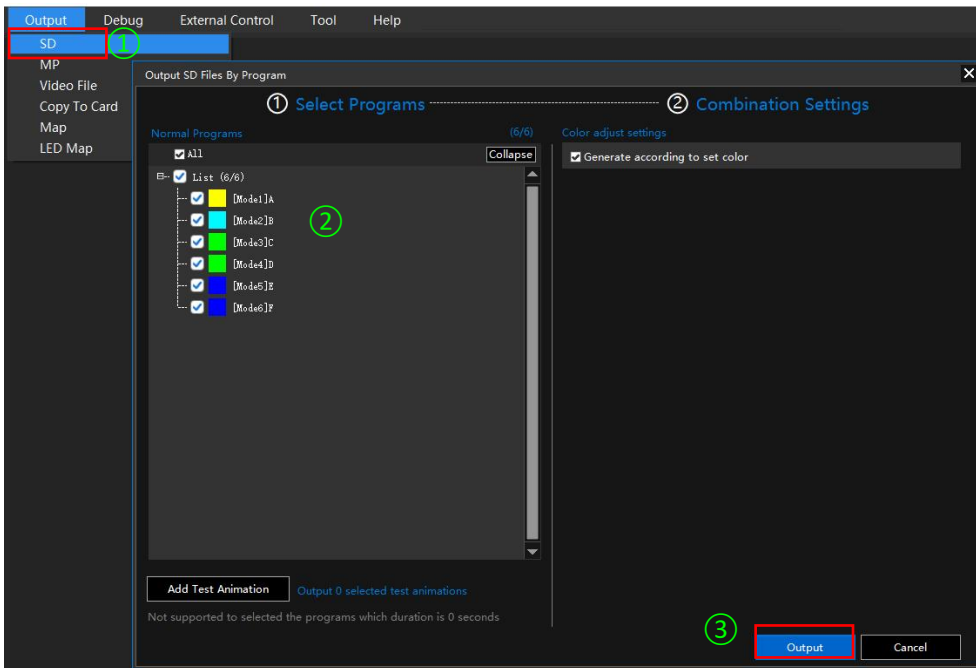 Output Debug External Control Tool Help
SD ①
MP
Video File
Copy To Card
Map
LED Map
Output SD Files By Program
① Select Programs ② Combination Settings
Normal Programs (6/6) Color adjust settings
All Collapse Generate according to set color
List (6/6)
[Mode1]A
[Mode2]B
②
[Mode3]C
[Mode4]D
[Mode5]E
[Mode6]F
Add Test Animation Output 0 selected test animations
Not supported to selected the programs which duration is 0 seconds
③
Output Cancel